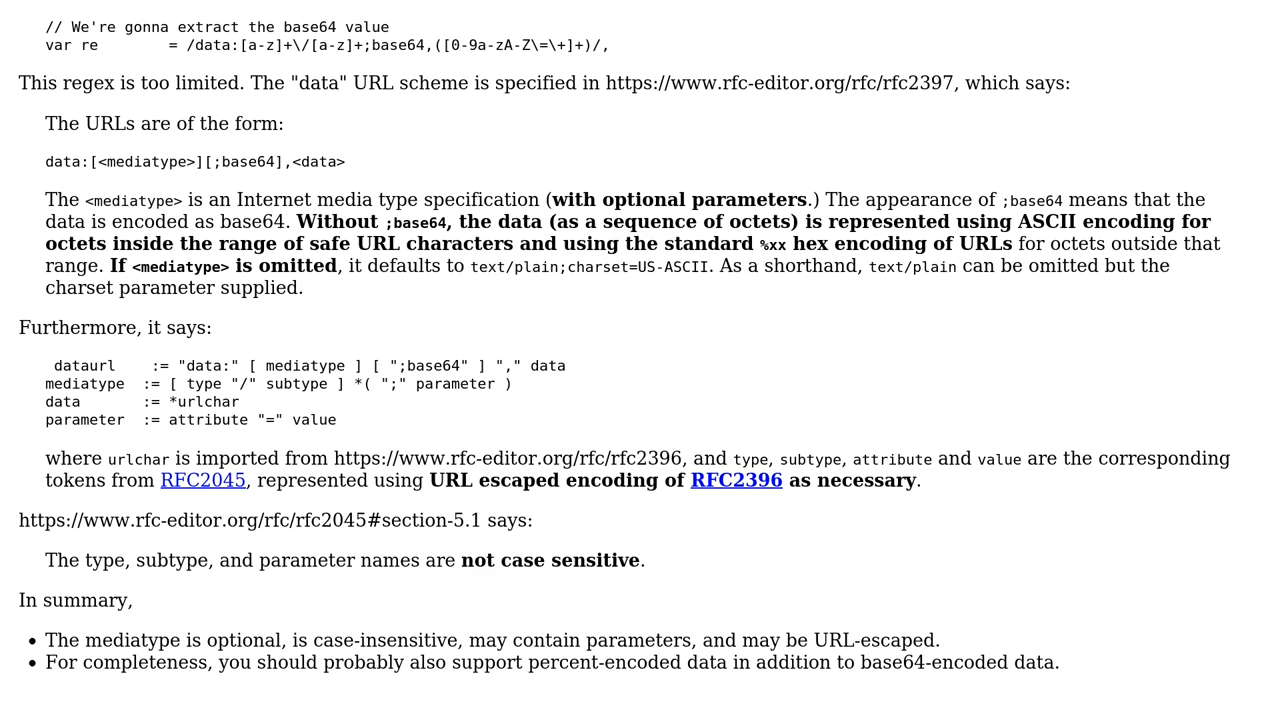 // We're gonna extract the base64 value
var re        = /data:[a-z]+\/[a-z]+;base64,([0-9a-zA-Z\=\+]+)/,
This regex is too limited. The "data" URL scheme is specified in https://www.rfc-editor.org/rfc/rfc2397, which says:
The URLs are of the form:
data:[<mediatype>][;base64],<data>
The <mediatype> is an Internet media type specification (with optional parameters.) The appearance of ;base64 means that the
data is encoded as base64. Without ;base64, the data (as a sequence of octets) is represented using ASCII encoding for
octets inside the range of safe URL characters and using the standard %xx hex encoding of URLs for octets outside that
range. If <mediatype> is omitted, it defaults to text/plain;charset=US-ASCII. As a shorthand, text/plain can be omitted but the
charset parameter supplied.
Furthermore, it says:
dataurl    := "data:" [ mediatype ] [ ";base64" ] "," data
mediatype  := [ type "/" subtype ] *( ";" parameter )
data       := *urlchar
parameter  := attribute "=" value
where urlchar is imported from https://www.rfc-editor.org/rfc/rfc2396, and type, subtype, attribute and value are the corresponding
tokens from RFC2045, represented using URL escaped encoding of RFC2396 as necessary.
https://www.rfc-editor.org/rfc/rfc2045#section-5.1 says:
The type, subtype, and parameter names are not case sensitive.
In summary,
• The mediatype is optional, is case-insensitive, may contain parameters, and may be URL-escaped.
• For completeness, you should probably also support percent-encoded data in addition to base64-encoded data.